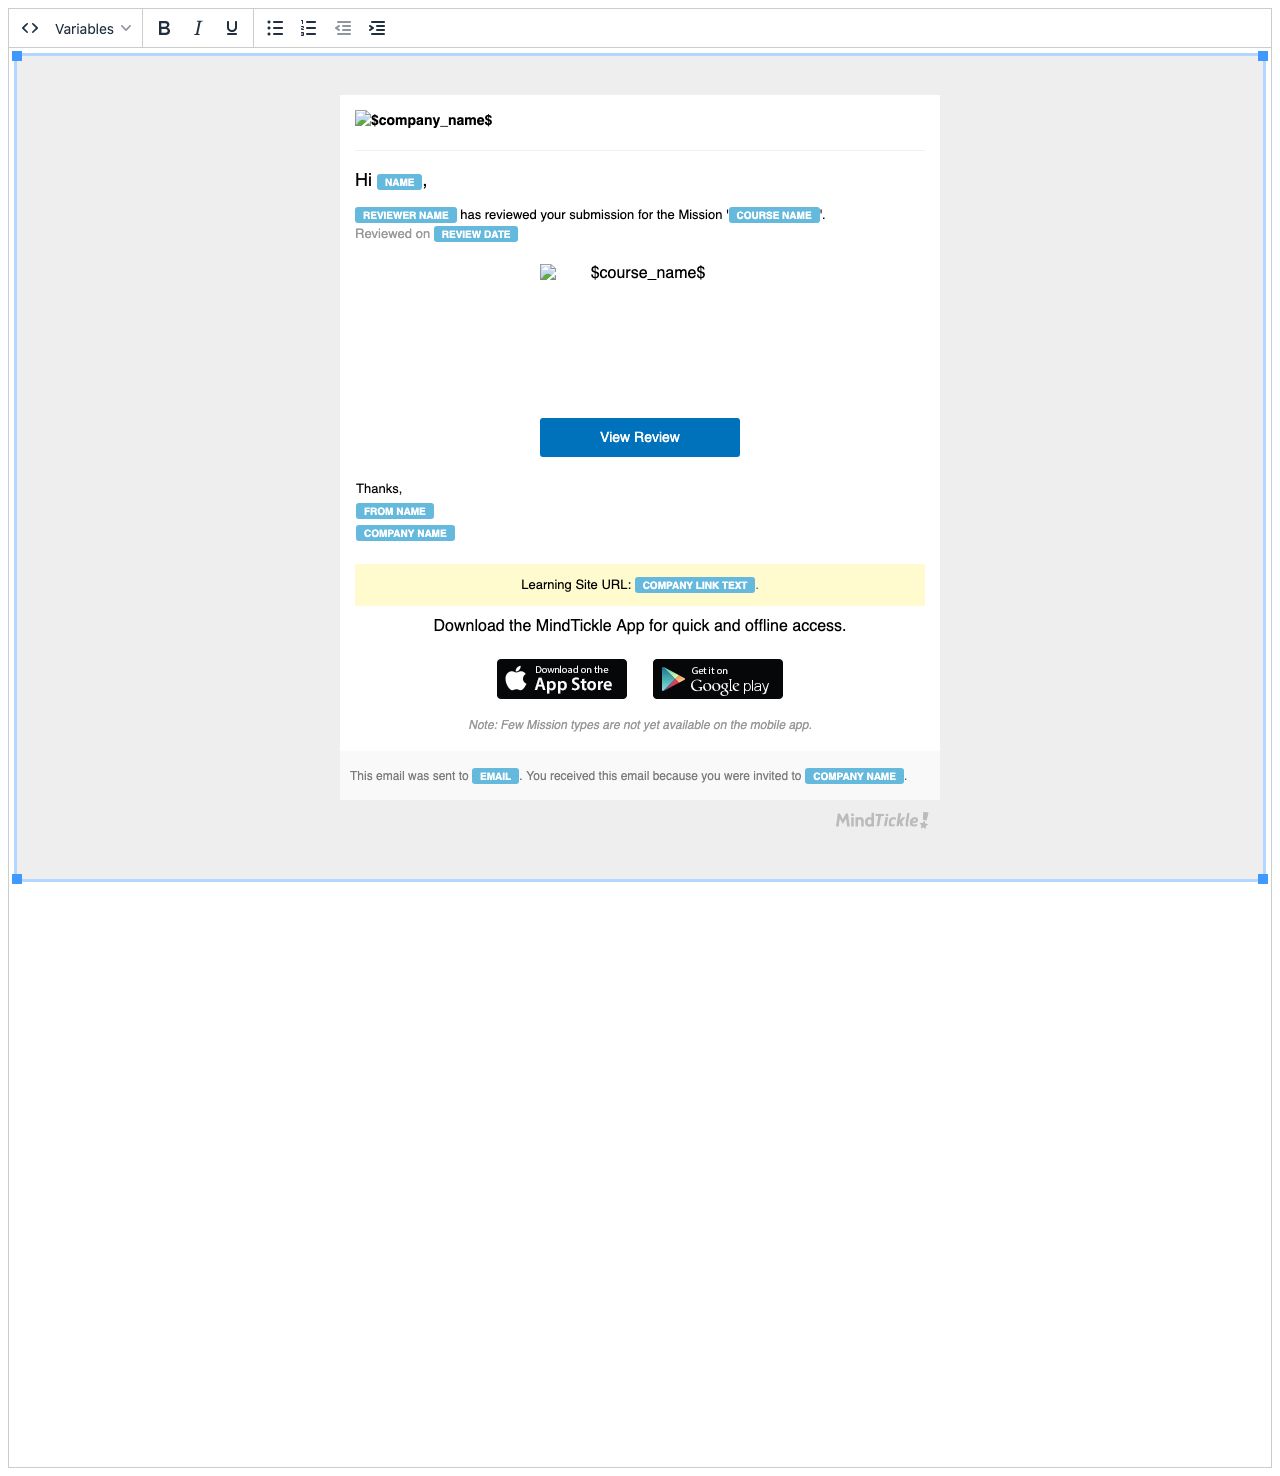 Variables B I U
$company_name$
Hi NAME,
REVIEWER NAME has reviewed your submission for the Mission 'COURSE NAME'.
Reviewed on REVIEW DATE
$course_name$
View Review
Thanks,
FROM NAME
COMPANY NAME
Learning Site URL: COMPANY LINK TEXT.
Download the MindTickle App for quick and offline access.
Download on the
App Store
Get it on
Google play
Note: Few Mission types are not yet available on the mobile app.
This email was sent to EMAIL. You received this email because you were invited to COMPANY NAME.
MindTickle!